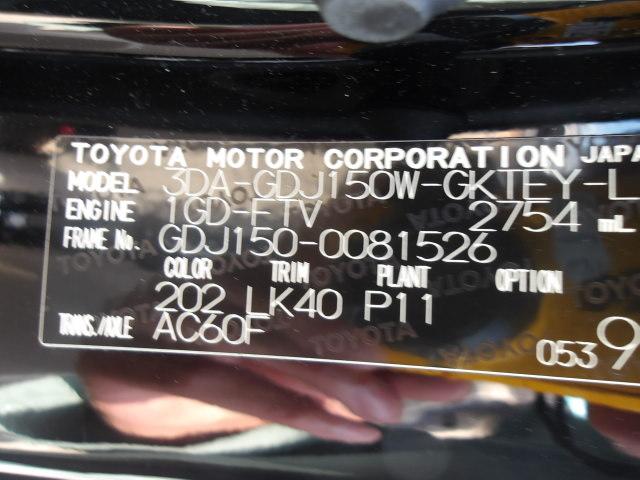 TOYOTA MOTOR CORPORATION JAPA
MODEL 3DA-GDJ150W-GKTEY-L
ENGINE 1GD-FTV 2754 mL
FRAME No. GDJ150-0081526
COLOR TRIM PLANT OPTION
202 LK40 P11
TRANS./AXLE AC60F
0539